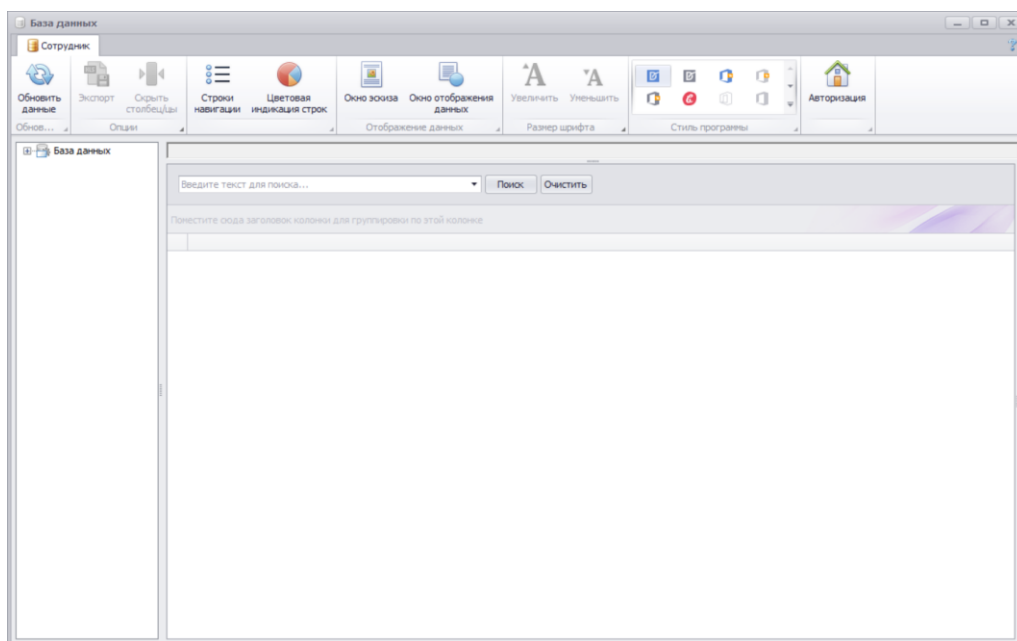 База данных
Сотрудник
Обновить данные
Экспорт
Скрыть столбец/цы
Строки навигации
Цветовая индикация строк
Окно эскиза
Окно отображения данных
Увеличить
Уменьшить
Авторизация
Обнов...
Опции
Отображение данных
Размер шрифта
Стиль программы
База данных
Введите текст для поиска...
Поиск
Очистить
Поместите сюда заголовок колонки для группировки по этой колонке